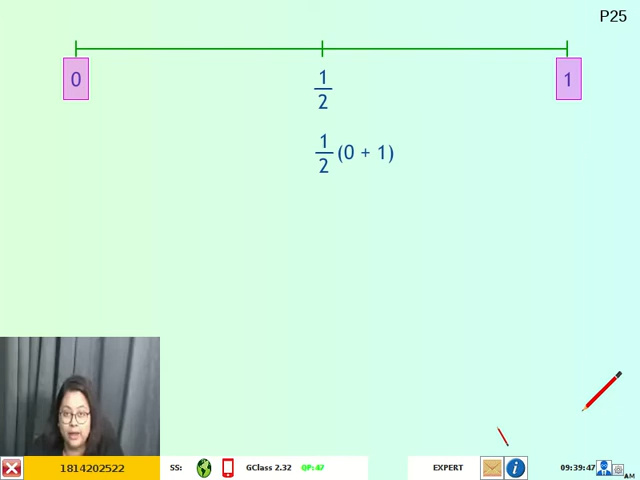 P25
0 1/2 1
1/2 (0 + 1)
1814202522 SS: GClass 2.32 QP:47 EXPERT 09:39:47 AM